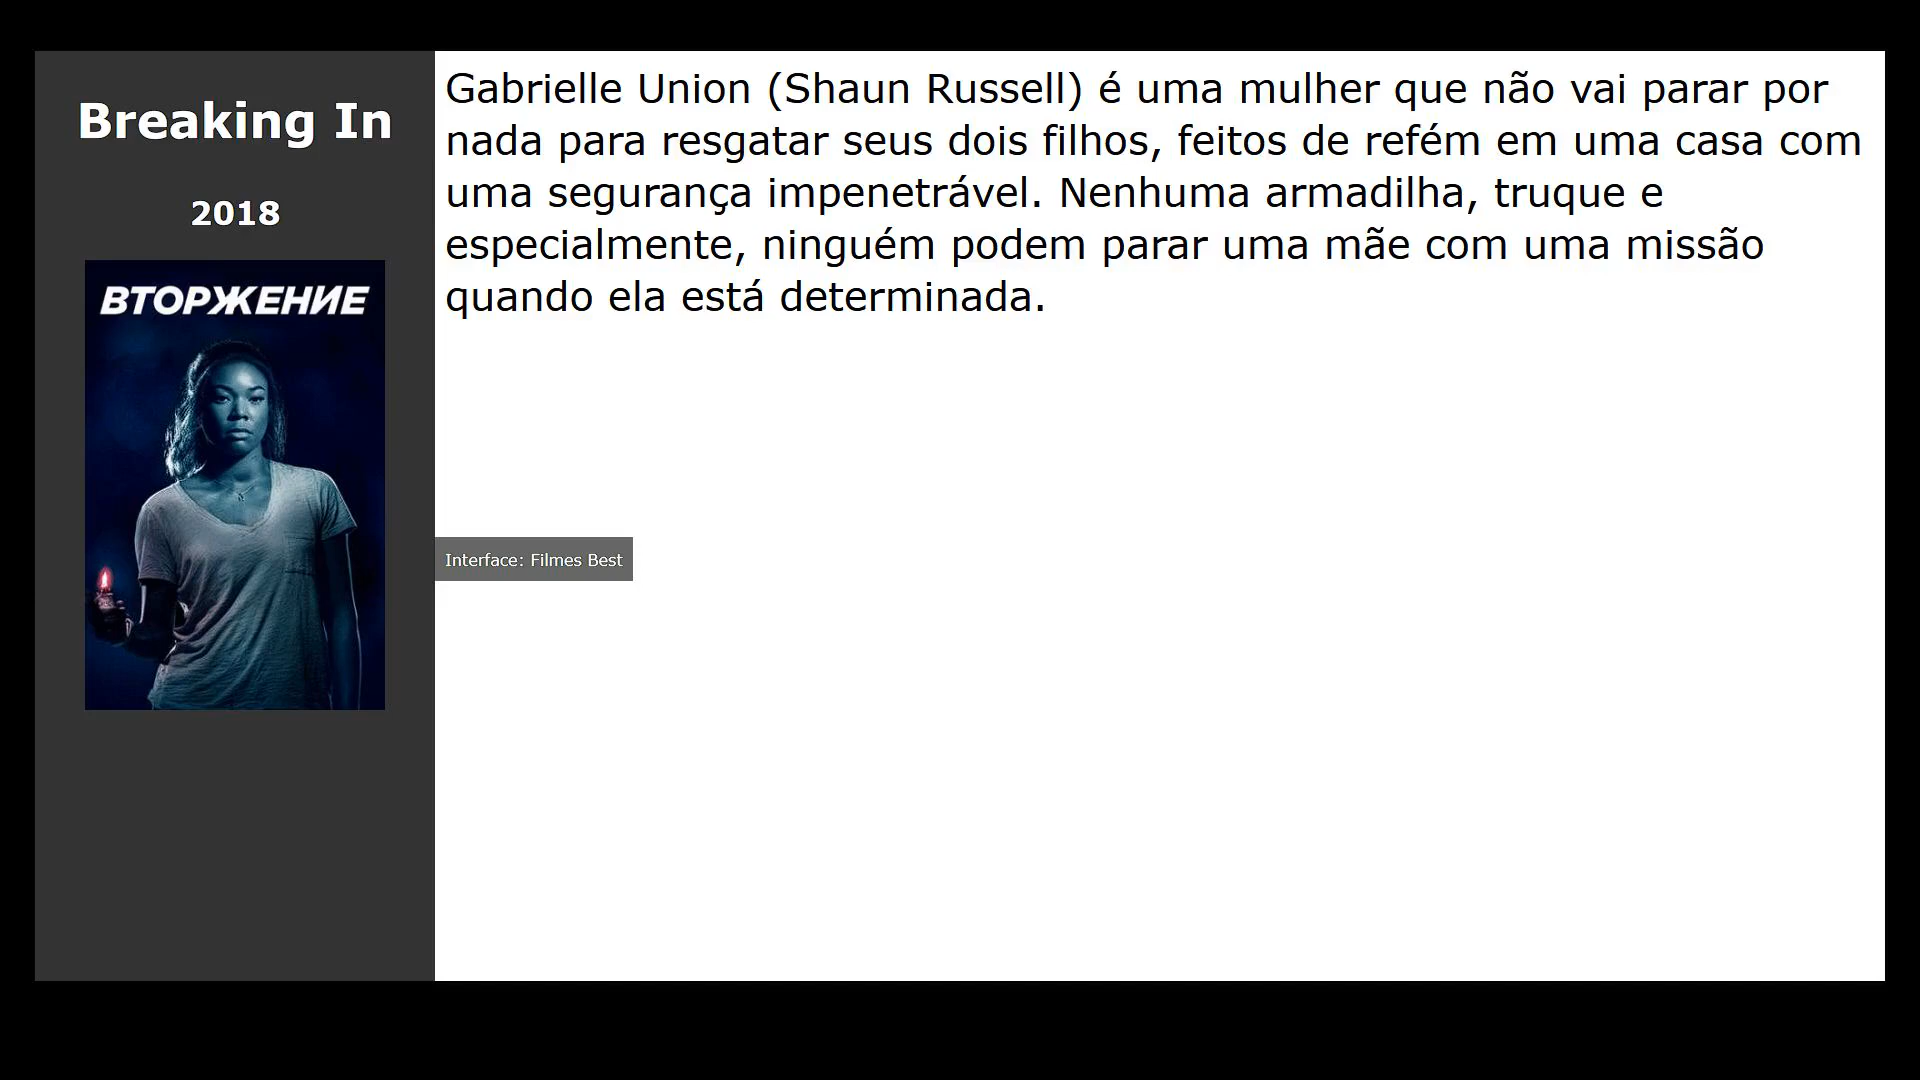 Breaking In
2018
ВТОРЖЕНИЕ
Gabrielle Union (Shaun Russell) é uma mulher que não vai parar por
nada para resgatar seus dois filhos, feitos de refém em uma casa com
uma segurança impenetrável. Nenhuma armadilha, truque e
especialmente, ninguém podem parar uma mãe com uma missão
quando ela está determinada.
Interface: Filmes Best